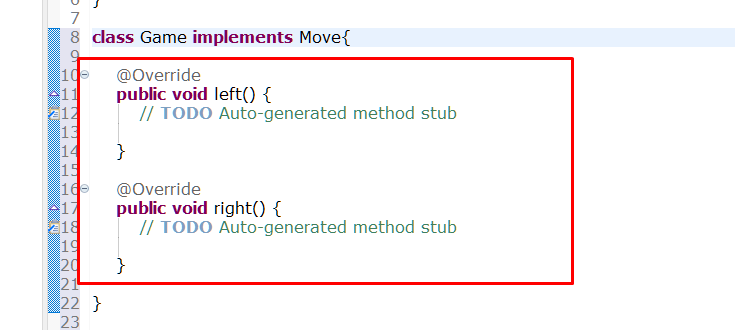 6 }
7
8 class Game implements Move{
9
10 @Override
11 public void left() {
12 // TODO Auto-generated method stub
13
14 }
15
16 @Override
17 public void right() {
18 // TODO Auto-generated method stub
19
20 }
21
22 }
23